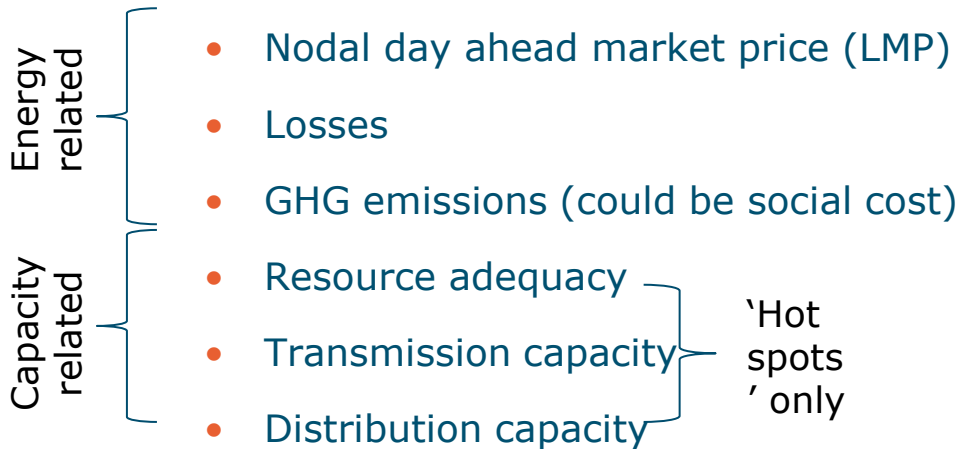 Energy
related
• Nodal day ahead market price (LMP)
• Losses
• GHG emissions (could be social cost)
Capacity
related
• Resource adequacy
• Transmission capacity
• Distribution capacity
‘Hot
spots
’ only